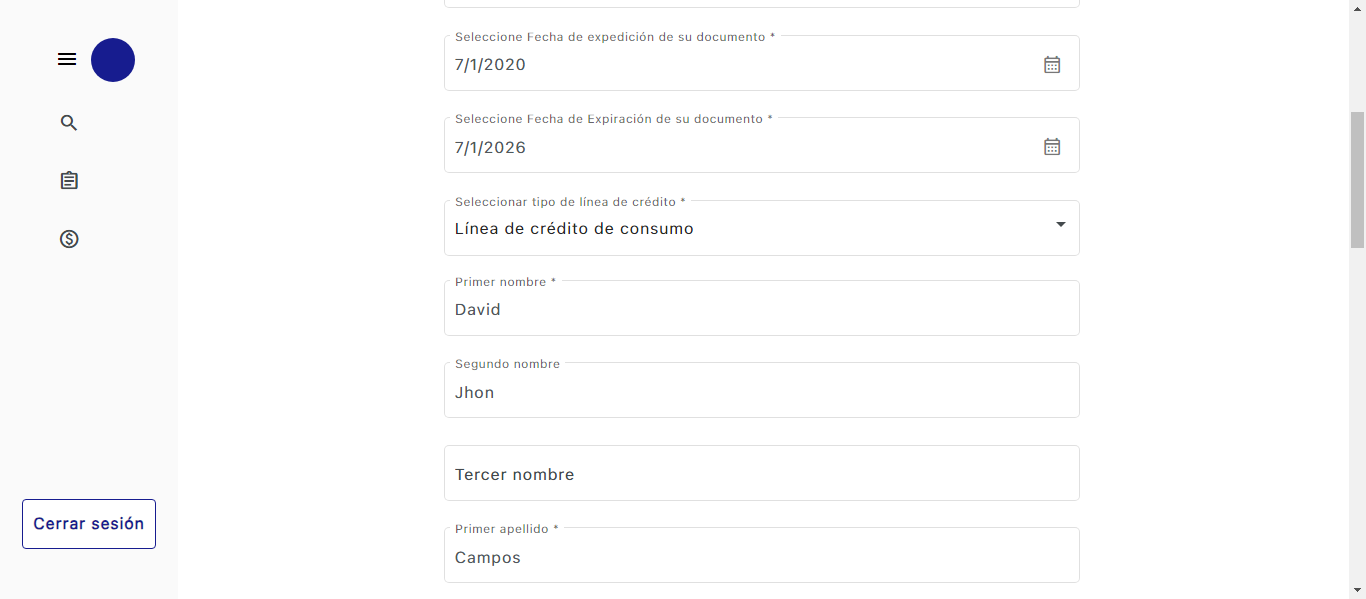 Seleccione Fecha de expedición de su documento *
7/1/2020
Seleccione Fecha de Expiración de su documento *
7/1/2026
Seleccionar tipo de línea de crédito *
Línea de crédito de consumo
Primer nombre *
David
Segundo nombre
Jhon
Tercer nombre
Primer apellido *
Campos
Cerrar sesión